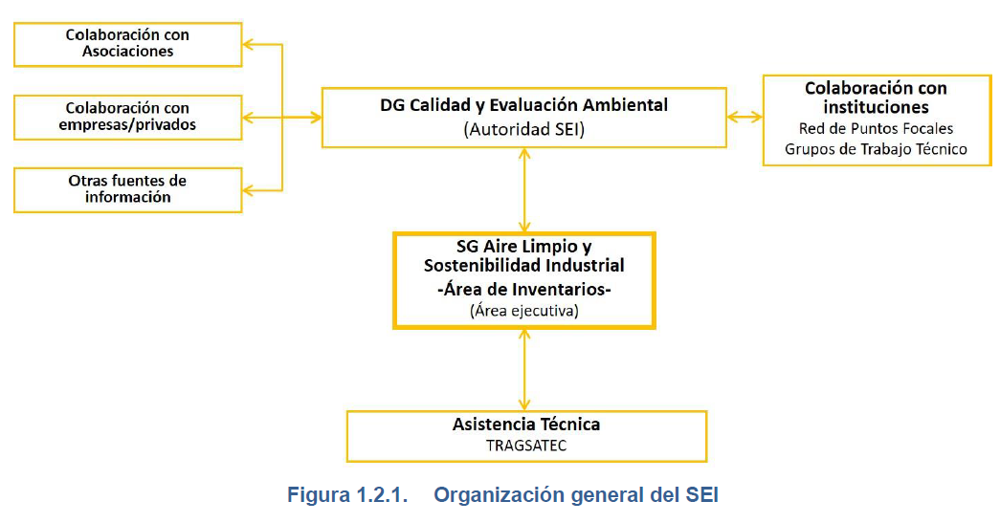 Colaboración con
Asociaciones
Colaboración con
empresas/privados
Otras fuentes de
información
DG Calidad y Evaluación Ambiental
(Autoridad SEI)
Colaboración con
instituciones
Red de Puntos Focales
Grupos de Trabajo Técnico
SG Aire Limpio y
Sostenibilidad Industrial
-Área de Inventarios-
(Área ejecutiva)
Asistencia Técnica
TRAGSATEC
Figura 1.2.1. Organización general del SEI